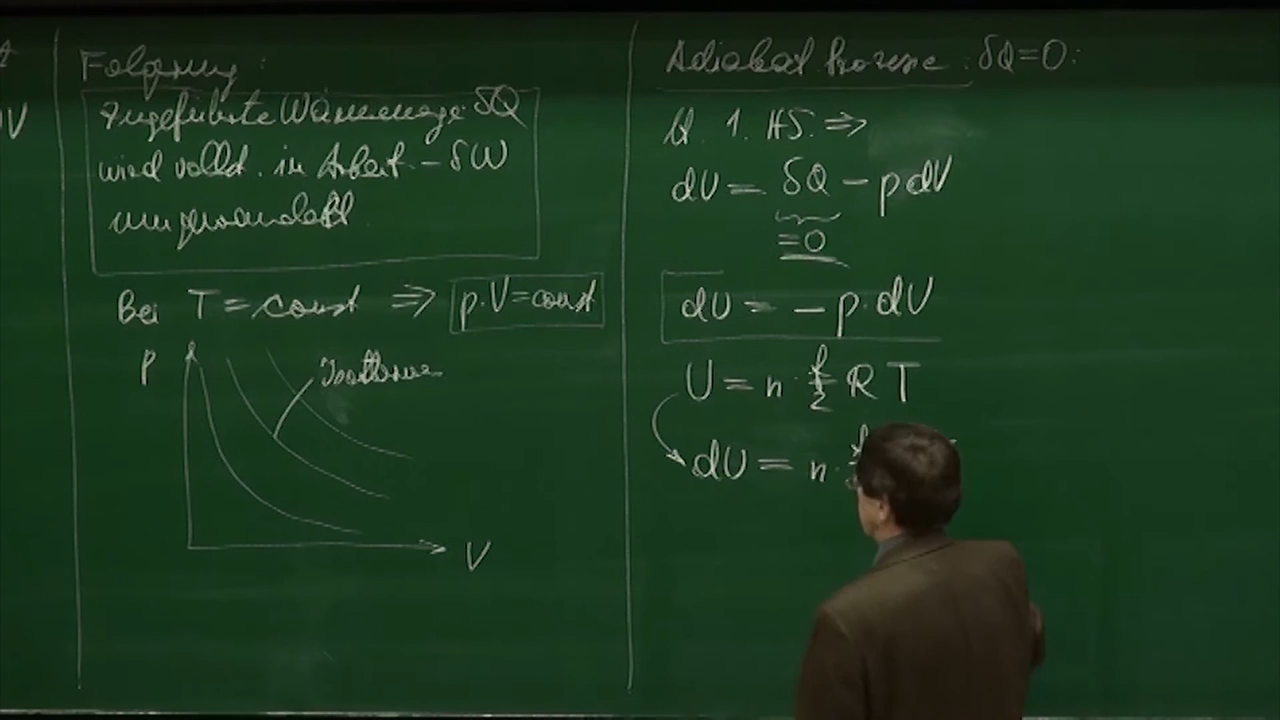 t
V
Folgerung:
zugeführte Wärmemenge δQ
wird vollst. in Arbeit -δW
umgewandelt
Bei T = const ⇒ p·V = const
p
Isotherme
V
Adiabat. Prozesse: δQ=0:
1. HS. ⇒
dU = δQ - pdV
=0
dU = - p·dV
U = n · f/2 R T
dU = n ·